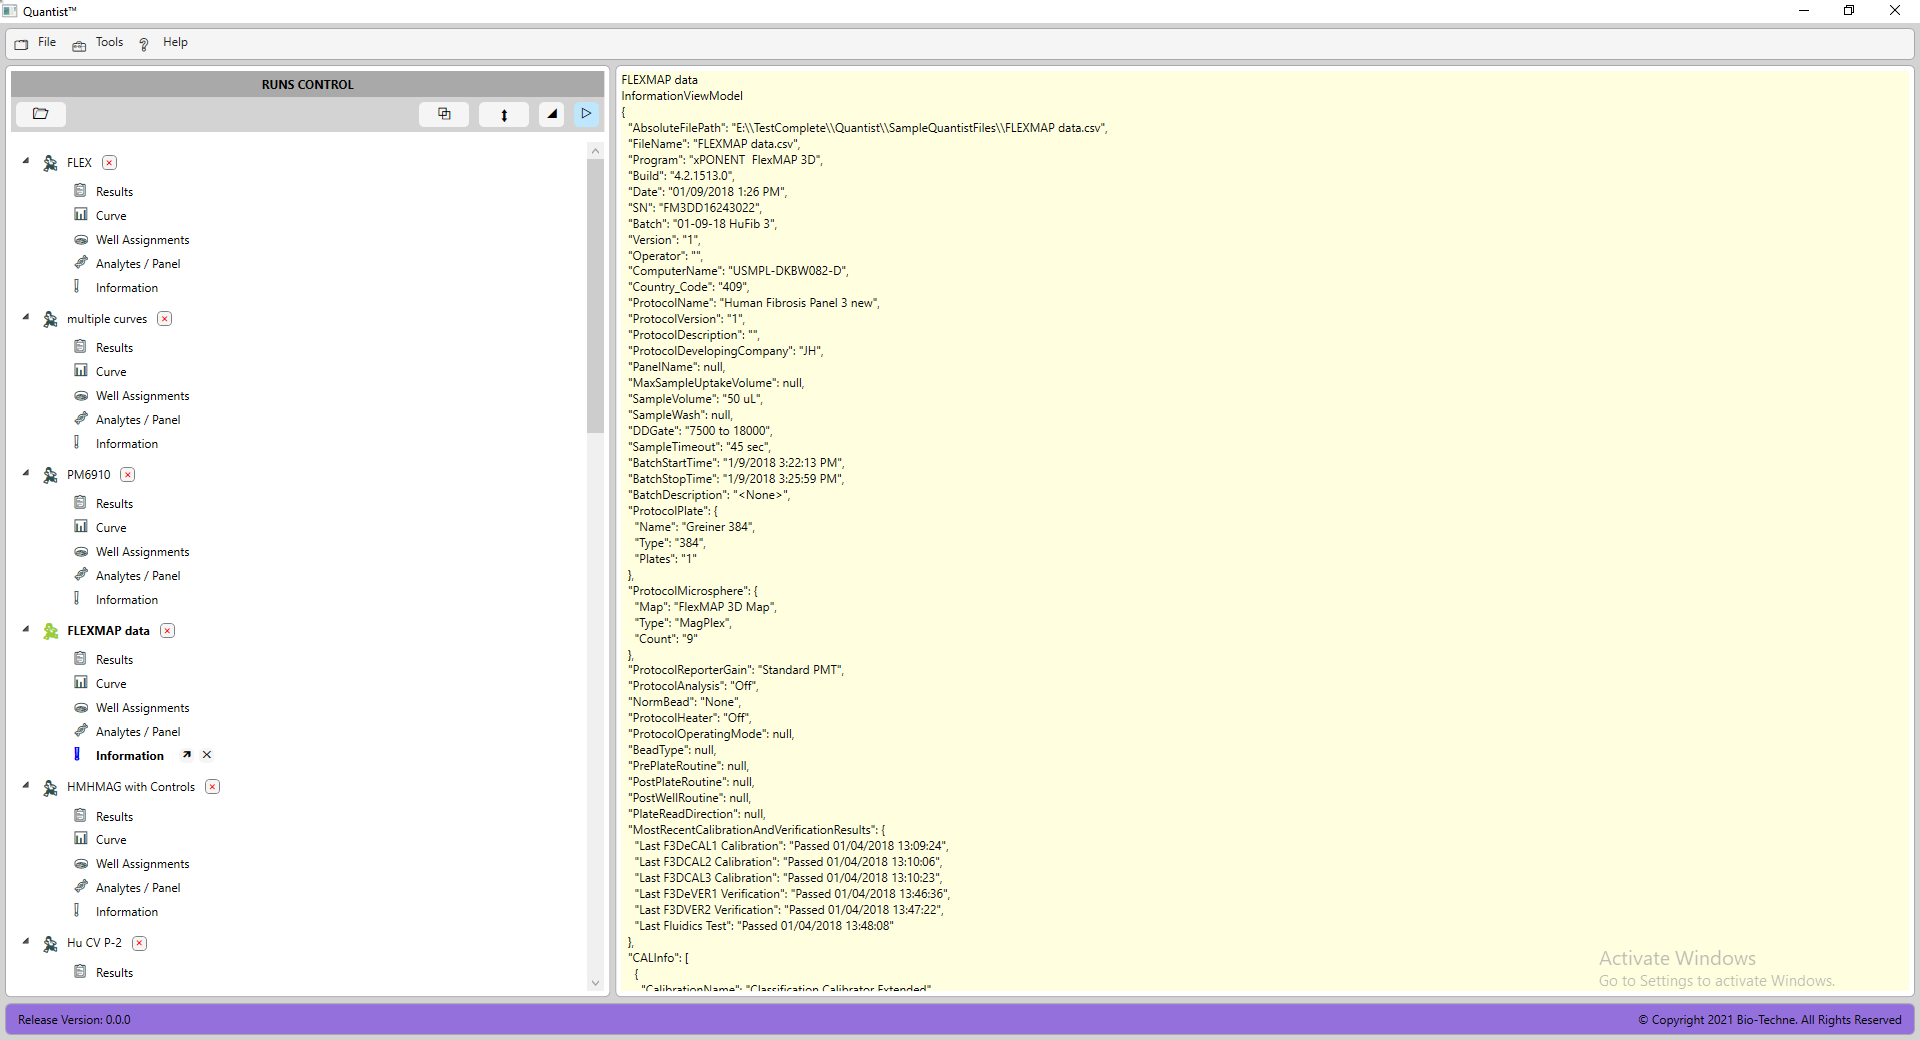 Quantist™
File Tools Help
RUNS CONTROL
FLEX
Results
Curve
Well Assignments
Analytes / Panel
Information
multiple curves
Results
Curve
Well Assignments
Analytes / Panel
Information
PM6910
Results
Curve
Well Assignments
Analytes / Panel
Information
FLEXMAP data
Results
Curve
Well Assignments
Analytes / Panel
Information
HMHMAG with Controls
Results
Curve
Well Assignments
Analytes / Panel
Information
Hu CV P-2
Results
FLEXMAP data
InformationViewModel
{
"AbsoluteFilePath": "E:\\TestComplete\\Quantist\\SampleQuantistFiles\\FLEXMAP data.csv",
"FileName": "FLEXMAP data.csv",
"Program": "xPONENT  FlexMAP 3D",
"Build": "4.2.1513.0",
"Date": "01/09/2018 1:26 PM",
"SN": "FM3DD16243022",
"Batch": "01-09-18 HuFib 3",
"Version": "1",
"Operator": "",
"ComputerName": "USMPL-DKBW082-D",
"Country_Code": "409",
"ProtocolName": "Human Fibrosis Panel 3 new",
"ProtocolVersion": "1",
"ProtocolDescription": "",
"ProtocolDevelopingCompany": "JH",
"PanelName": null,
"MaxSampleUptakeVolume": null,
"SampleVolume": "50 uL",
"SampleWash": null,
"DDGate": "7500 to 18000",
"SampleTimeout": "45 sec",
"BatchStartTime": "1/9/2018 3:22:13 PM",
"BatchStopTime": "1/9/2018 3:25:59 PM",
"BatchDescription": "<None>",
"ProtocolPlate": {
"Name": "Greiner 384",
"Type": "384",
"Plates": "1"
},
"ProtocolMicrosphere": {
"Map": "FlexMAP 3D Map",
"Type": "MagPlex",
"Count": "9"
},
"ProtocolReporterGain": "Standard PMT",
"ProtocolAnalysis": "Off",
"NormBead": "None",
"ProtocolHeater": "Off",
"ProtocolOperatingMode": null,
"BeadType": null,
"PrePlateRoutine": null,
"PostPlateRoutine": null,
"PostWellRoutine": null,
"PlateReadDirection": null,
"MostRecentCalibrationAndVerificationResults": {
"Last F3DeCAL1 Calibration": "Passed 01/04/2018 13:09:24",
"Last F3DCAL2 Calibration": "Passed 01/04/2018 13:10:06",
"Last F3DCAL3 Calibration": "Passed 01/04/2018 13:10:23",
"Last F3DeVER1 Verification": "Passed 01/04/2018 13:46:36",
"Last F3DVER2 Verification": "Passed 01/04/2018 13:47:22",
"Last Fluidics Test": "Passed 01/04/2018 13:48:08"
},
"CALInfo": [
{
"CalibrationName": "Classification Calibrator Extended"
Activate Windows
Go to Settings to activate Windows.
Release Version: 0.0.0
© Copyright 2021 Bio-Techne. All Rights Reserved